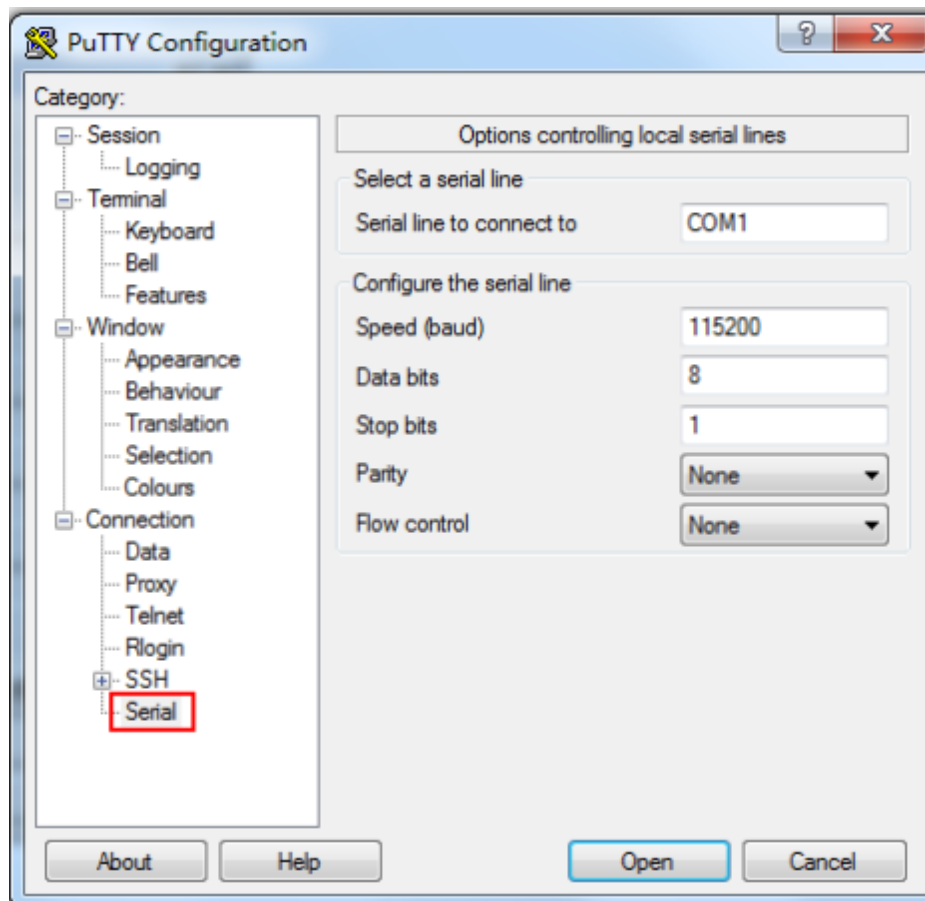 PuTTY Configuration
Category:
Session
Logging
Terminal
Keyboard
Bell
Features
Window
Appearance
Behaviour
Translation
Selection
Colours
Connection
Data
Proxy
Telnet
Rlogin
SSH
Serial
Options controlling local serial lines
Select a serial line
Serial line to connect to COM1
Configure the serial line
Speed (baud) 115200
Data bits 8
Stop bits 1
Parity None
Flow control None
About Help Open Cancel